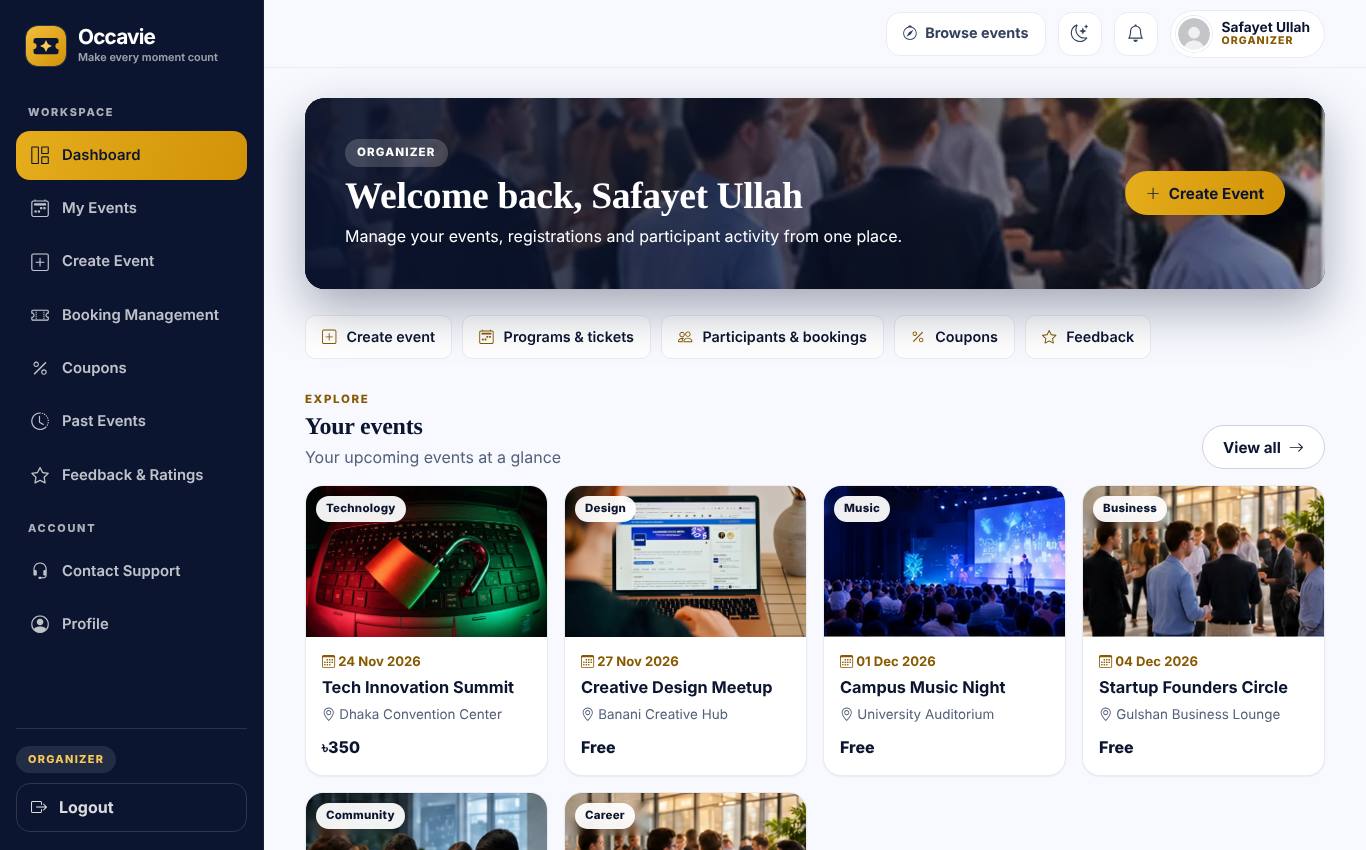 Occavie
Make every moment count
WORKSPACE
Dashboard
My Events
Create Event
Booking Management
Coupons
Past Events
Feedback & Ratings
ACCOUNT
Contact Support
Profile
ORGANIZER
Logout
Browse events
Safayet Ullah
ORGANIZER
ORGANIZER
Welcome back, Safayet Ullah
Manage your events, registrations and participant activity from one place.
Create Event
Create event
Programs & tickets
Participants & bookings
Coupons
Feedback
EXPLORE
Your events
Your upcoming events at a glance
View all
Technology
24 Nov 2026
Tech Innovation Summit
Dhaka Convention Center
৳350
Design
27 Nov 2026
Creative Design Meetup
Banani Creative Hub
Free
Music
01 Dec 2026
Campus Music Night
University Auditorium
Free
Business
04 Dec 2026
Startup Founders Circle
Gulshan Business Lounge
Free
Community
Career